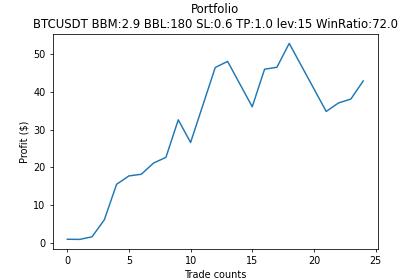 Portfolio
BTCUSDT BBM:2.9 BBL:180 SL:0.6 TP:1.0 lev:15 WinRatio:72.0
50
40
30
20
10
0
Profit ($)
0 5 10 15 20 25
Trade counts